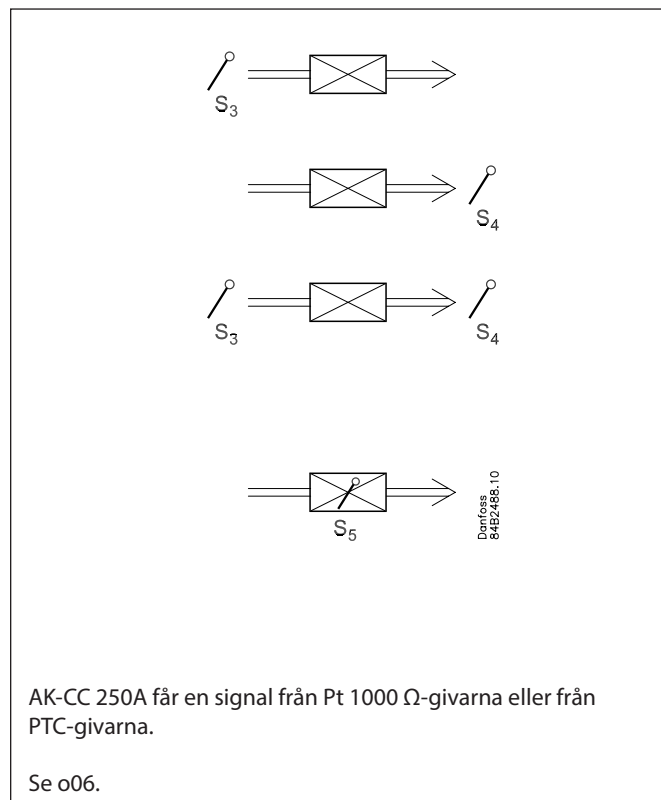 S3
S4
S3 S4
S5
Danfoss
84B2488.10
AK-CC 250A får en signal från Pt 1000 Ω-givarna eller från
PTC-givarna.
Se o06.